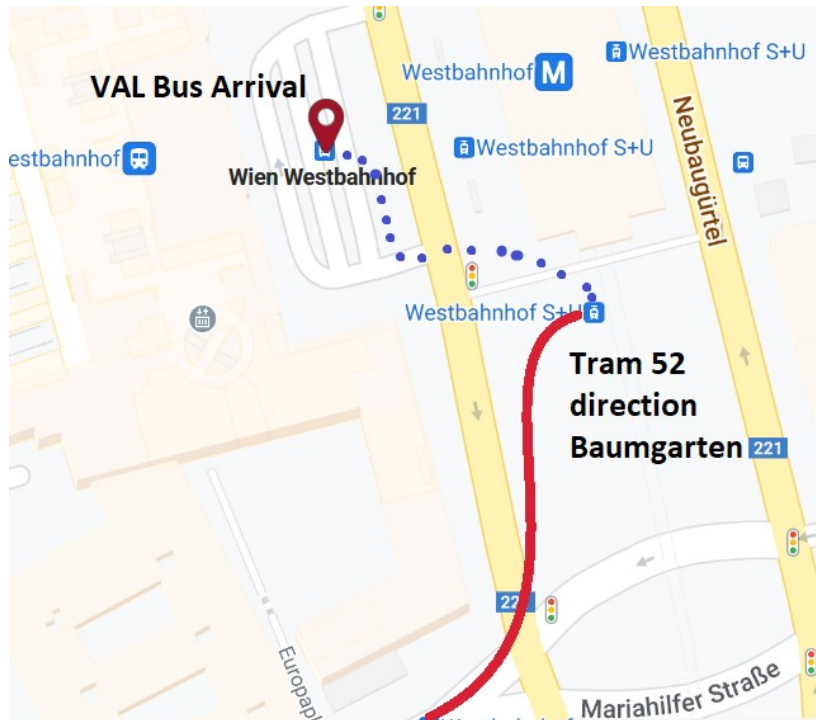 VAL Bus Arrival
221
Westbahnhof
M
Westbahnhof S+U
Westbahnhof S+U
estbahnhof
Wien Westbahnhof
Neubaugürtel
Westbahnhof S+U
Tram 52
direction
Baumgarten
221
Europapl
Mariahilfer Straße